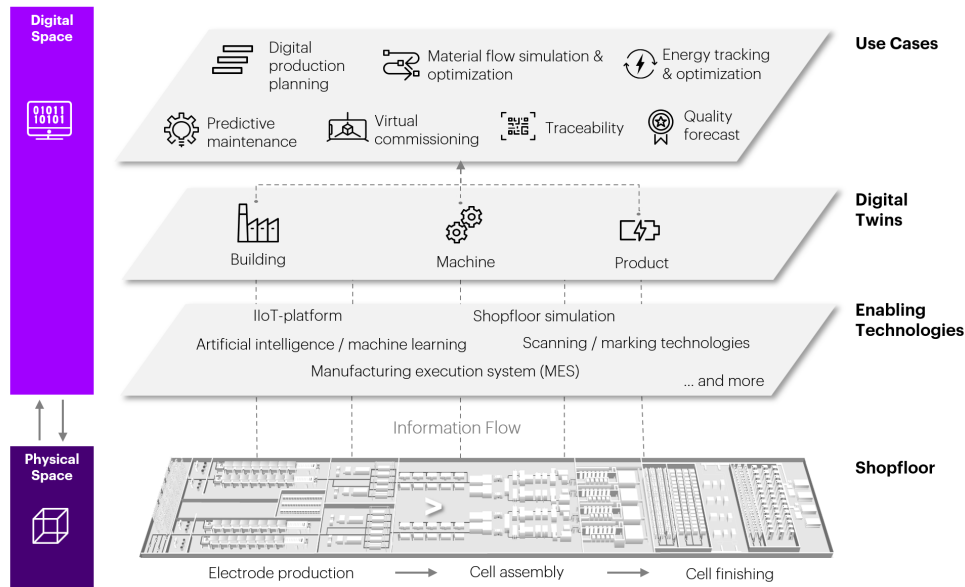 Digital
Space
01011
10101
Use Cases
Digital
production
planning
Material flow simulation &
optimization
Energy tracking
& optimization
Predictive
maintenance
Virtual
commissioning
Traceability
Quality
forecast
Digital
Twins
Building
Machine
Product
Enabling
Technologies
IIoT-platform
Shopfloor simulation
Artificial intelligence / machine learning
Scanning / marking technologies
Manufacturing execution system (MES)
... and more
Information Flow
Physical
Space
Shopfloor
Electrode production
Cell assembly
Cell finishing